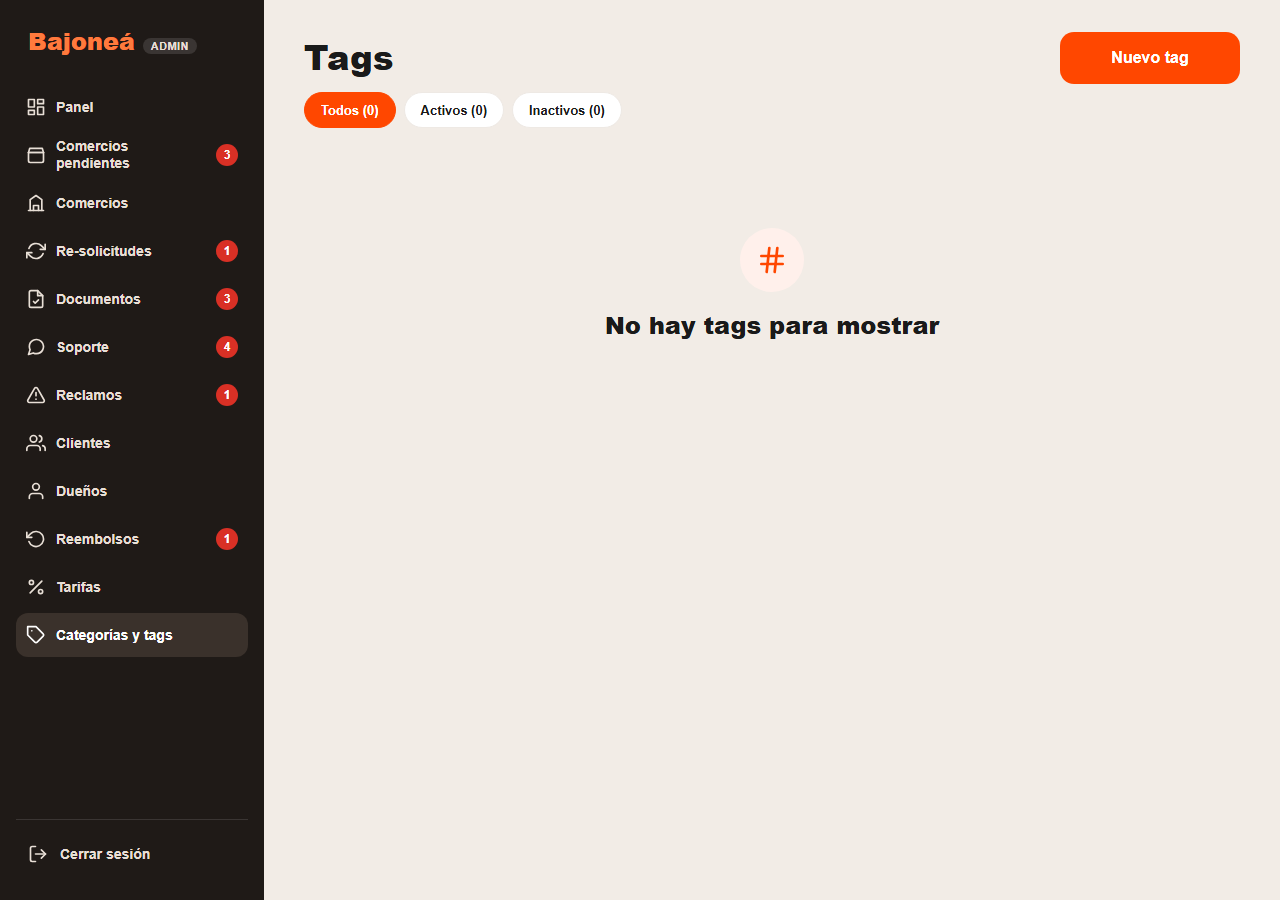 Bajoneá ADMIN
Panel
Comercios
pendientes 3
Comercios
Re-solicitudes 1
Documentos 3
Soporte 4
Reclamos 1
Clientes
Dueños
Reembolsos 1
Tarifas
Categorías y tags
Cerrar sesión
Tags
Nuevo tag
Todos (0) Activos (0) Inactivos (0)
No hay tags para mostrar